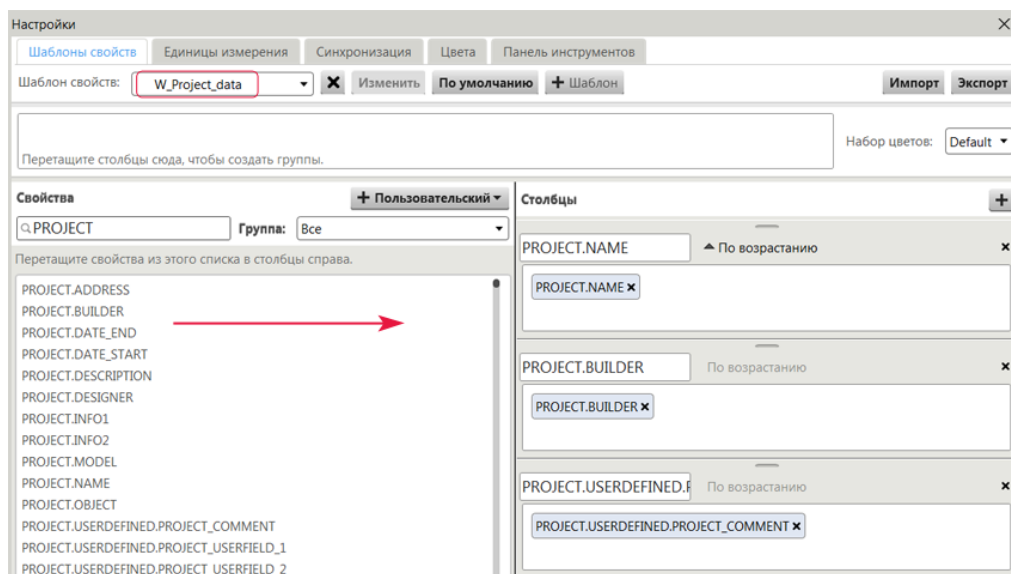 Настройки
Шаблоны свойств Единицы измерения Синхронизация Цвета Панель инструментов
Шаблон свойств: W_Project_data Изменить По умолчанию + Шаблон Импорт Экспорт
Перетащите столбцы сюда, чтобы создать группы.
Набор цветов: Default
Свойства + Пользовательский
PROJECT Группа: Все
Перетащите свойства из этого списка в столбцы справа.
PROJECT.ADDRESS
PROJECT.BUILDER
PROJECT.DATE_END
PROJECT.DATE_START
PROJECT.DESCRIPTION
PROJECT.DESIGNER
PROJECT.INFO1
PROJECT.INFO2
PROJECT.MODEL
PROJECT.NAME
PROJECT.OBJECT
PROJECT.USERDEFINED.PROJECT_COMMENT
PROJECT.USERDEFINED.PROJECT_USERFIELD_1
PROJECT.USERDEFINED.PROJECT_USERFIELD_2
Столбцы +
PROJECT.NAME По возрастанию
PROJECT.NAME
PROJECT.BUILDER По возрастанию
PROJECT.BUILDER
PROJECT.USERDEFINED.P По возрастанию
PROJECT.USERDEFINED.PROJECT_COMMENT